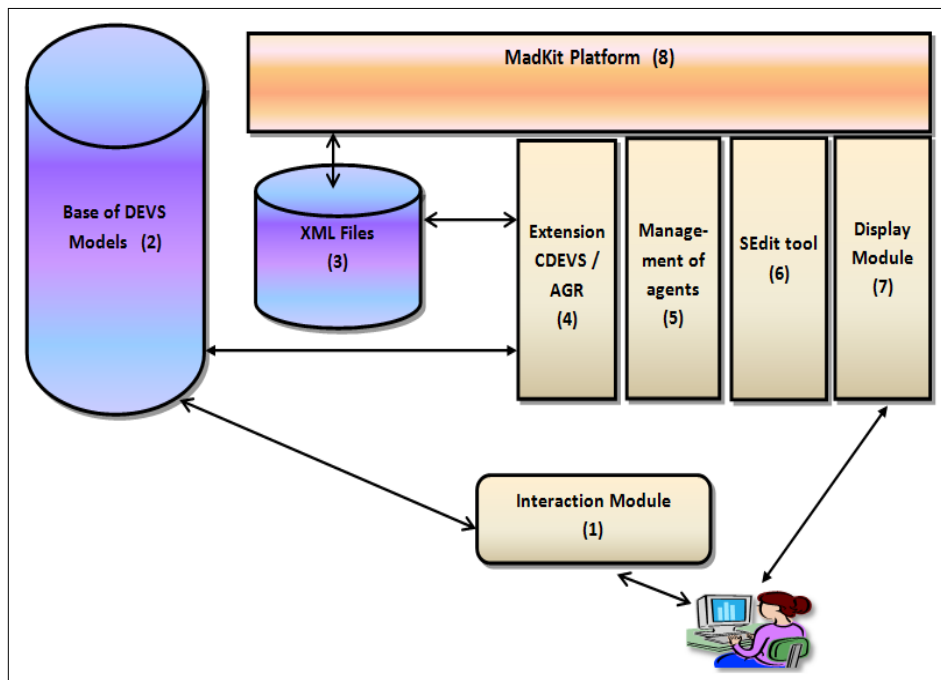 MadKit Platform (8)
Base of DEVS
Models (2)
XML Files
(3)
Extension
CDEVS /
AGR
(4)
Manage-
ment of
agents
(5)
SEdit tool
(6)
Display
Module
(7)
Interaction Module
(1)